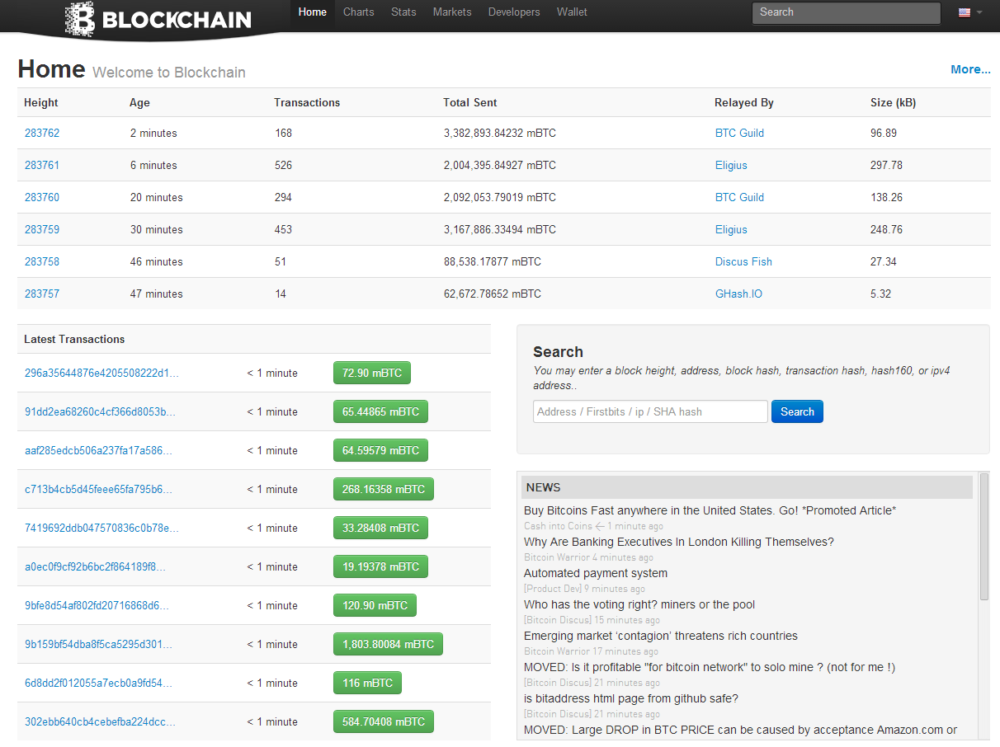 BLOCKCHAIN
Home Charts Stats Markets Developers Wallet
Search
Home Welcome to Blockchain
More...
Height Age Transactions Total Sent Relayed By Size (kB)
283762 2 minutes 168 3,382,893.84232 mBTC BTC Guild 96.89
283761 6 minutes 526 2,004,395.84927 mBTC Eligius 297.78
283760 20 minutes 294 2,092,053.79019 mBTC BTC Guild 138.26
283759 30 minutes 453 3,167,886.33494 mBTC Eligius 248.76
283758 46 minutes 51 88,538.17877 mBTC Discus Fish 27.34
283757 47 minutes 14 62,672.78652 mBTC GHash.IO 5.32
Latest Transactions
296a35644876e4205508222d1... < 1 minute 72.90 mBTC
91dd2ea68260c4cf366d8053b... < 1 minute 65.44865 mBTC
aaf285edcb506a237fa17a586... < 1 minute 64.59579 mBTC
c713b4cb5d45feee65fa795b6... < 1 minute 268.16358 mBTC
7419692ddb047570836c0b78e... < 1 minute 33.28408 mBTC
a0ec0f9cf92b6bc2f864189f8... < 1 minute 19.19378 mBTC
9bfe8d54af802fd20716868d6... < 1 minute 120.90 mBTC
9b159bf54dba8f5ca5295d301... < 1 minute 1,803.80084 mBTC
6d8dd2f012055a7ecb0a9fd54... < 1 minute 116 mBTC
302ebb640cb4cebefba224dcc... < 1 minute 584.70408 mBTC
Search
You may enter a block height, address, block hash, transaction hash, hash160, or ipv4
address..
Address / Firstbits / ip / SHA hash Search
NEWS
Buy Bitcoins Fast anywhere in the United States. Go! *Promoted Article*
Cash into Coins ← 1 minute ago
Why Are Banking Executives In London Killing Themselves?
Bitcoin Warrior 4 minutes ago
Automated payment system
[Product Dev] 9 minutes ago
Who has the voting right? miners or the pool
[Bitcoin Discus] 15 minutes ago
Emerging market ‘contagion’ threatens rich countries
Bitcoin Warrior 17 minutes ago
MOVED: Is it profitable "for bitcoin network" to solo mine ? (not for me !)
[Bitcoin Discus] 21 minutes ago
is bitaddress html page from github safe?
[Bitcoin Discus] 21 minutes ago
MOVED: Large DROP in BTC PRICE can be caused by acceptance Amazon.com or